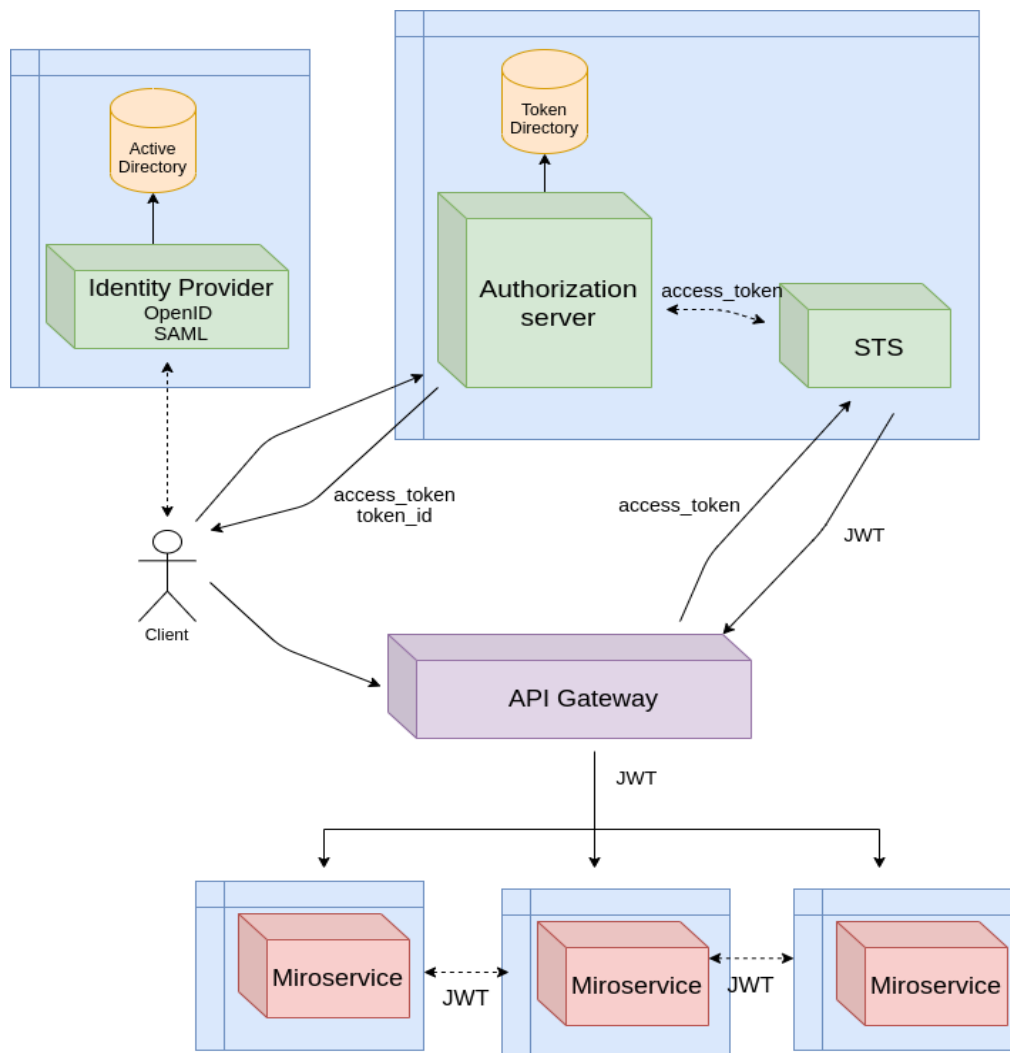 Active
Directory
Identity Provider
OpenID
SAML
Token
Directory
Authorization
server
access_token
STS
access_token
token_id
access_token
JWT
Client
API Gateway
JWT
Miroservice
JWT
Miroservice
JWT
Miroservice